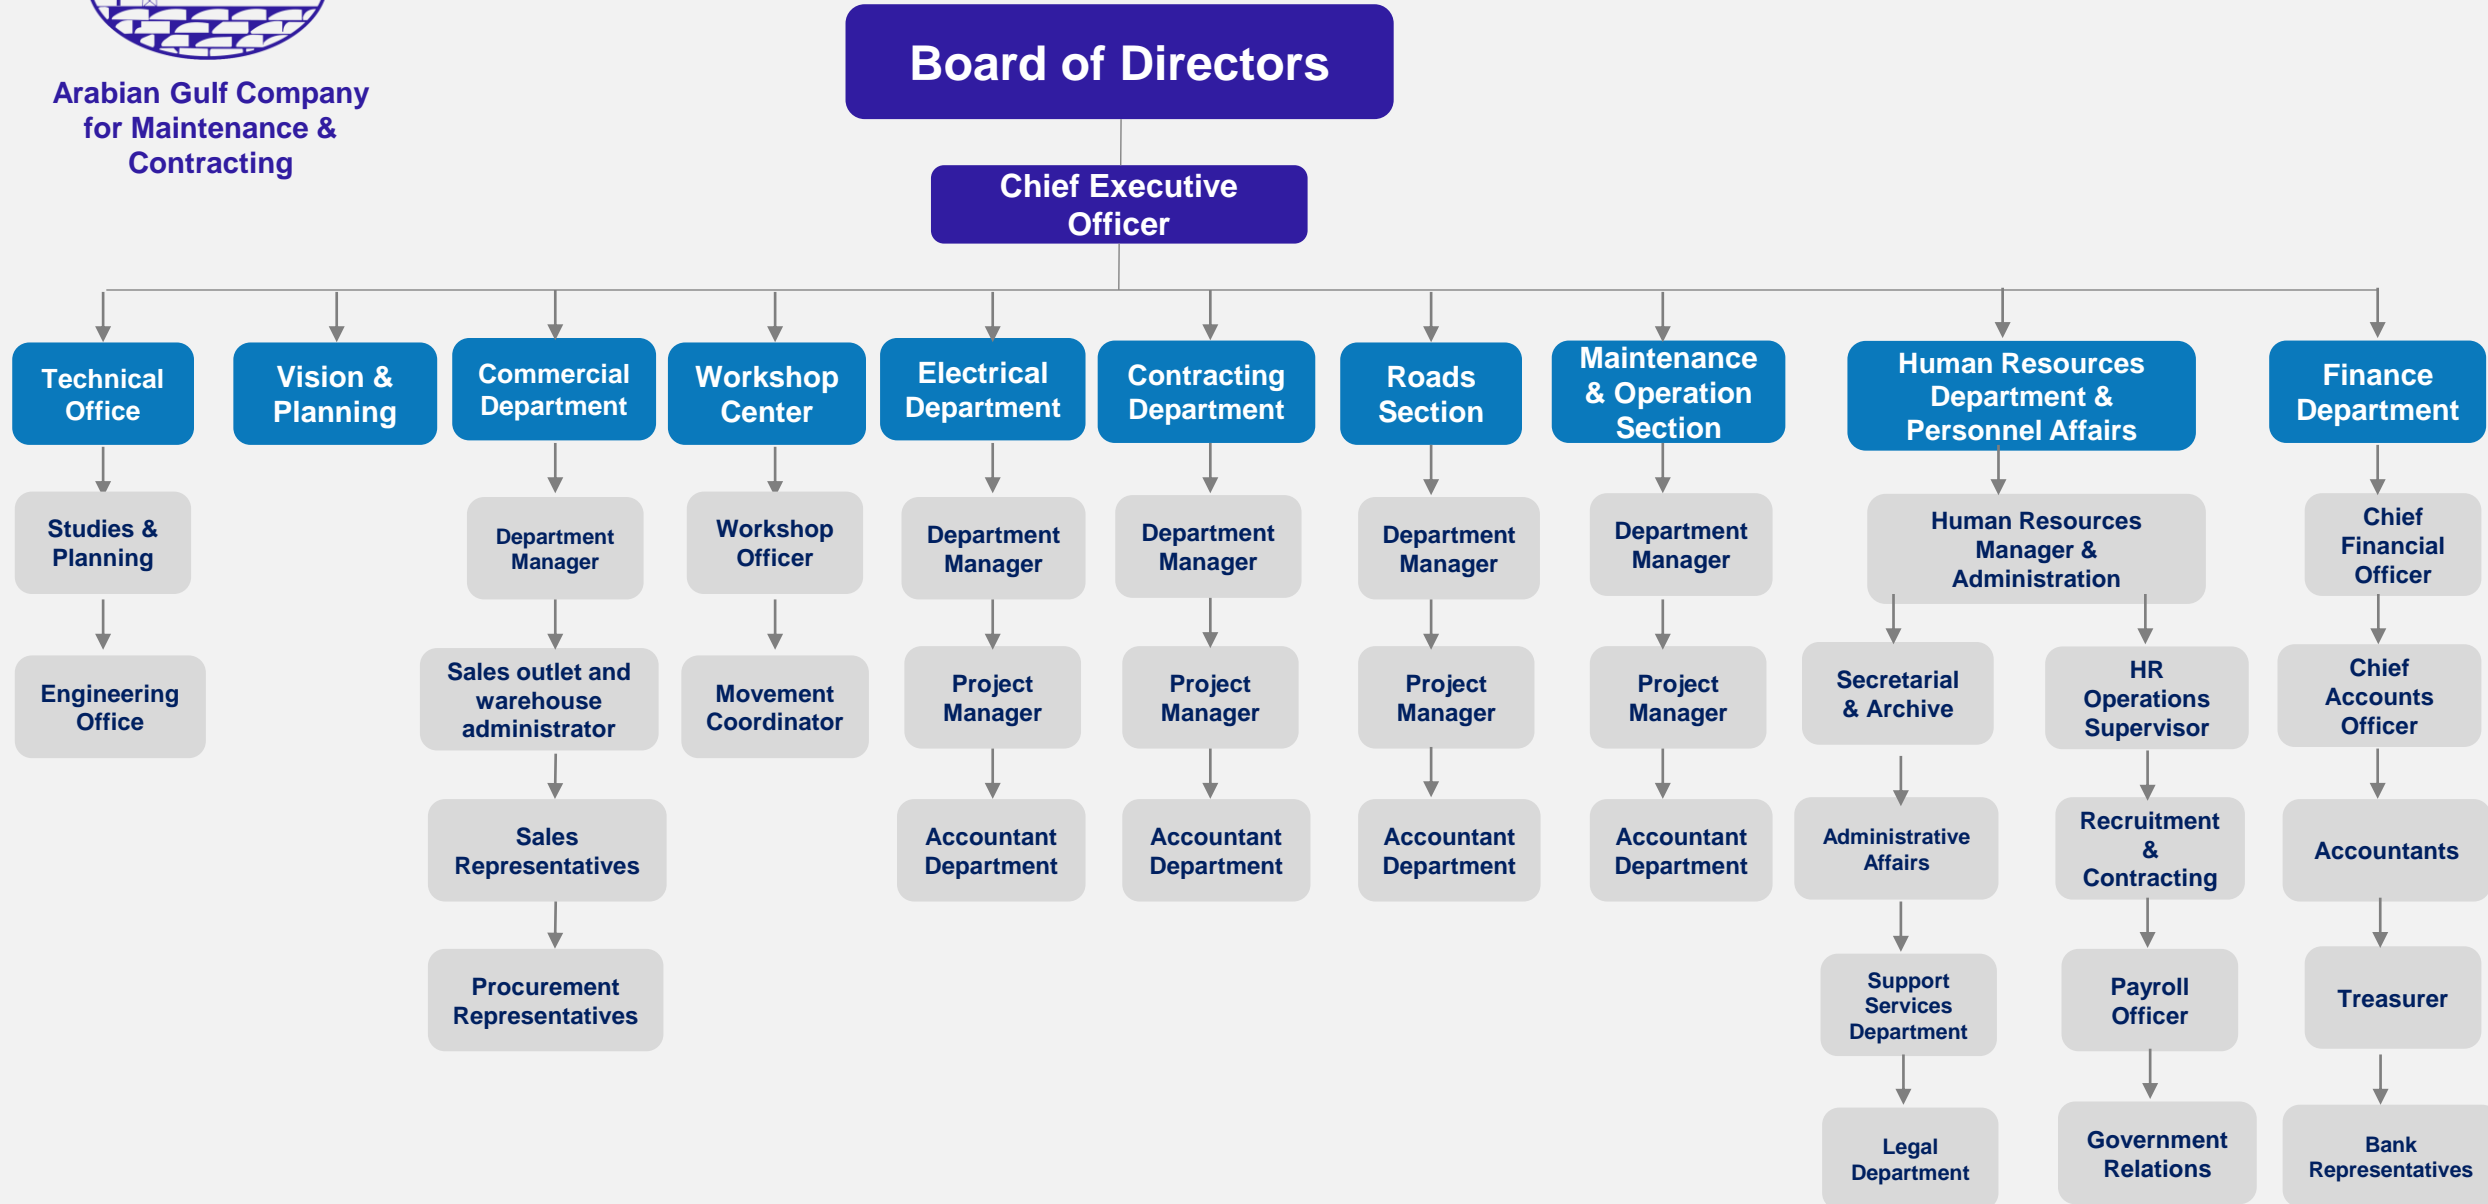 Arabian Gulf Company
for Maintenance &
Contracting
Board of Directors
Chief Executive
Officer
Technical
Office
Vision &
Planning
Commercial
Department
Workshop
Center
Electrical
Department
Contracting
Department
Roads
Section
Maintenance
& Operation
Section
Human Resources
Department &
Personnel Affairs
Finance
Department
Studies &
Planning
Department
Manager
Workshop
Officer
Department
Manager
Department
Manager
Department
Manager
Department
Manager
Human Resources
Manager &
Administration
Chief
Financial
Officer
Engineering
Office
Sales outlet and
warehouse
administrator
Movement
Coordinator
Project
Manager
Project
Manager
Project
Manager
Project
Manager
Secretarial
& Archive
HR
Operations
Supervisor
Chief
Accounts
Officer
Sales
Representatives
Accountant
Department
Accountant
Department
Accountant
Department
Accountant
Department
Administrative
Affairs
Recruitment
&
Contracting
Accountants
Procurement
Representatives
Support
Services
Department
Payroll
Officer
Treasurer
Legal
Department
Government
Relations
Bank
Representatives